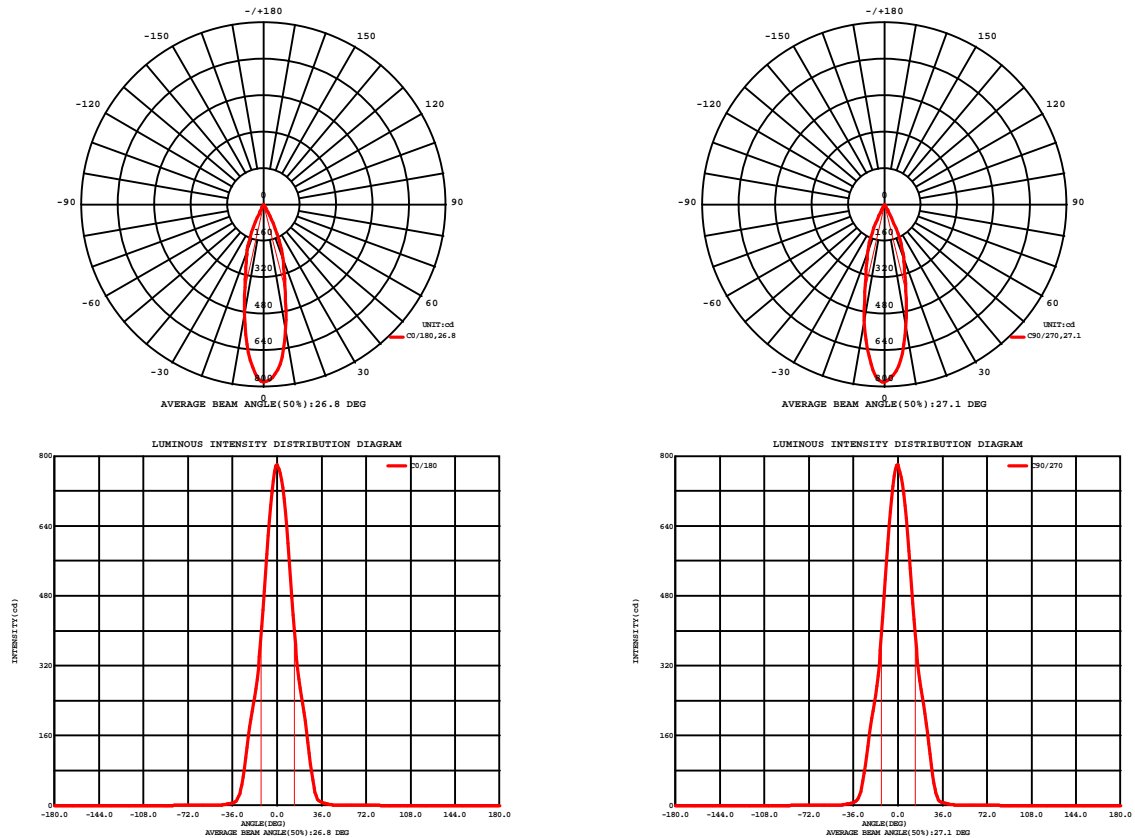 -/+180
-150 150
-120 120
-90 90
-60 60
-30 30
0
0
160
320
480
640
800
UNIT:cd
C0/180,26.8
AVERAGE BEAM ANGLE(50%):26.8 DEG
-/+180
-150 150
-120 120
-90 90
-60 60
-30 30
0
0
160
320
480
640
800
UNIT:cd
C90/270,27.1
AVERAGE BEAM ANGLE(50%):27.1 DEG
LUMINOUS INTENSITY DISTRIBUTION DIAGRAM
C0/180
INTENSITY(cd)
800
640
480
320
160
0
-180.0 -144.0 -108.0 -72.0 -36.0 0.0 36.0 72.0 108.0 144.0 180.0
ANGLE(DEG)
AVERAGE BEAM ANGLE(50%):26.8 DEG
LUMINOUS INTENSITY DISTRIBUTION DIAGRAM
C90/270
INTENSITY(cd)
800
640
480
320
160
0
-180.0 -144.0 -108.0 -72.0 -36.0 0.0 36.0 72.0 108.0 144.0 180.0
ANGLE(DEG)
AVERAGE BEAM ANGLE(50%):27.1 DEG